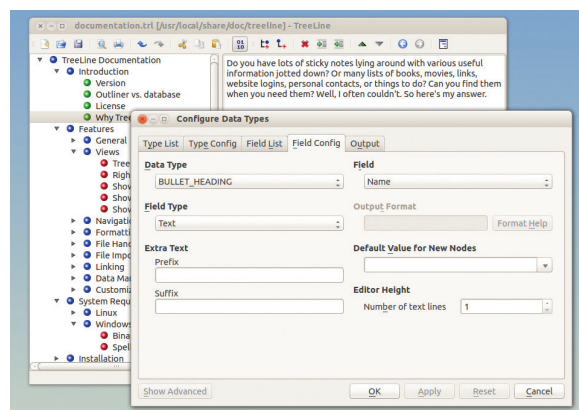 documentation.trl [/usr/local/share/doc/treeline] - TreeLine
TreeLine Documentation
Introduction
Version
Outliner vs. database
License
Why Tree
Features
General
Views
Tree
Righ
Show
Show
Show
Navigati
Formatti
File Hand
File Impo
Linking
Data Mar
Customiz
System Requ
Linux
Windows
Bina
Spel
Installation
Do you have lots of sticky notes lying around with various useful
information jotted down? Or many lists of books, movies, links,
website logins, personal contacts, or things to do? Can you find them
when you need them? Well, I often couldn't. So here's my answer.
Configure Data Types
Type List Type Config Field List Field Config Output
Data Type Field
BULLET_HEADING Name
Field Type Output Format
Text Format Help
Extra Text Default Value for New Nodes
Prefix
Suffix Editor Height
Number of text lines 1
Show Advanced OK Apply Reset Cancel